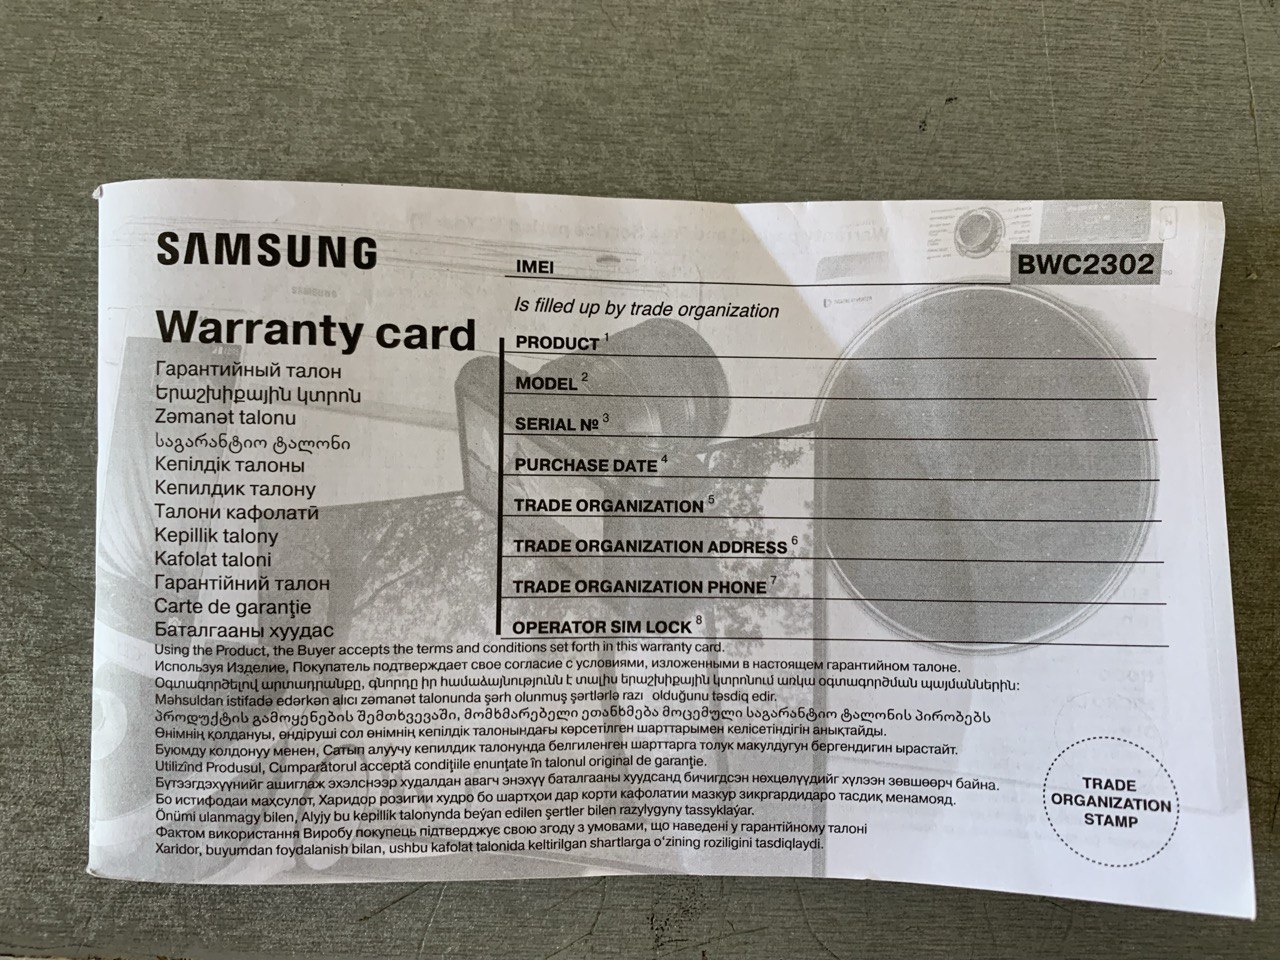 SAMSUNG
IMEI
BWC2302
Is filled up by trade organization
Warranty card
Гарантийный талон
Երաշխիքային կտրոն
Zəmanət talonu
საგარანტიო ტალონი
Кепілдік талоны
Кепилдик талону
Талони кафолатӣ
Kepillik talony
Kafolat taloni
Гарантійний талон
Carte de garanţie
Баталгааны хуудас
PRODUCT 1
MODEL 2
SERIAL № 3
PURCHASE DATE 4
TRADE ORGANIZATION 5
TRADE ORGANIZATION ADDRESS 6
TRADE ORGANIZATION PHONE 7
OPERATOR SIM LOCK 8
Using the Product, the Buyer accepts the terms and conditions set forth in this warranty card.
Используя Изделие, Покупатель подтверждает свое согласие с условиями, изложенными в настоящем гарантийном талоне.
Օգտագործելով արտադրանքը, գնորդը իր համաձայնությունն է տալիս երաշխիքային կտրոնում առկա օգտագործման պայմաններին:
Məhsuldan istifadə edərkən alıcı zəmanət talonunda şərh olunmuş şərtlərlə razı olduğunu təsdiq edir.
პროდუქტის გამოყენების შემთხვევაში, მომხმარებელი ეთანხმება მოცემული საგარანტიო ტალონის პირობებს
Өнімнің қолдануы, өндіруші сол өнімнің кепілдік талонындағы көрсетілген шарттарымен келісетіндігін анықтайды.
Буюмду колдонуу менен, Сатып алуучу кепилдик талонунда белгиленген шарттарга толук макулдугун бергендигин ырастайт.
Utilizînd Produsul, Cumparătorul acceptă condiţiile enunţate în talonul original de garanţie.
Бүтээгдэхүүнийг ашиглаж эхэлснээр худалдан авагч энэхүү баталгааны хуудсанд бичигдсэн нөхцөлүүдийг хүлээн зөвшөөрч байна.
Бо истифодаи маҳсулот, Харидор розигии худро бо шартҳои дар корти кафолатии мазкур зикргардидаро тасдиқ менамояд.
Önümi ulanmagy bilen, Alyjy bu kepillik talonynda beýan edilen şertler bilen razylygyny tassyklaýar.
Фактом використання Виробу покупець підтверджує свою згоду з умовами, що наведені у гарантійному талоні
Xaridor, buyumdan foydalanish bilan, ushbu kafolat talonida keltirilgan shartlarga o‘zining roziligini tasdiqlaydi.
TRADE
ORGANIZATION
STAMP